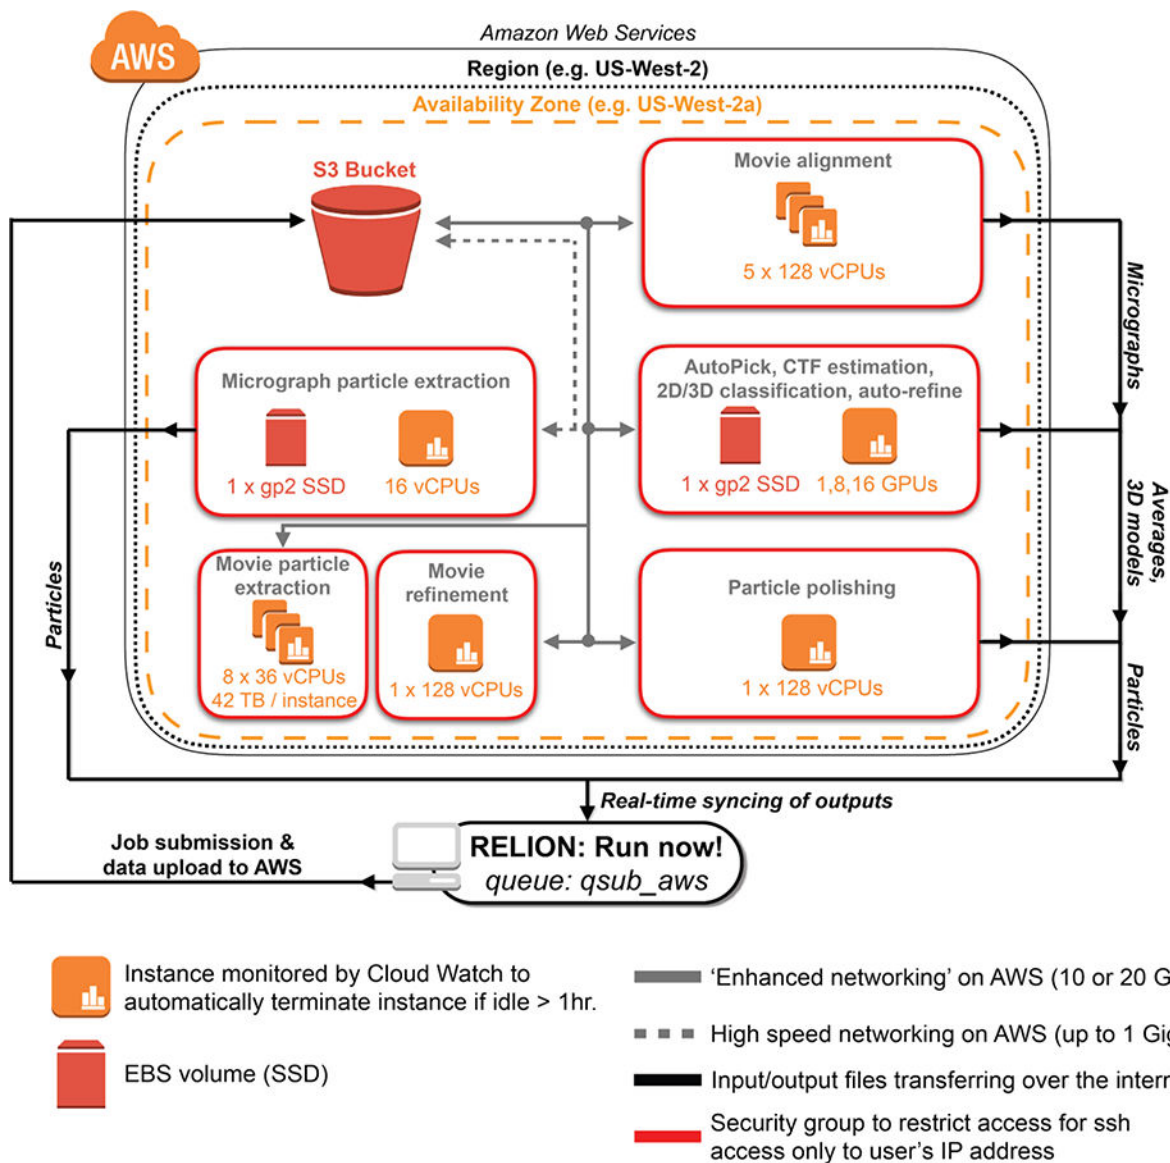 AWS
Amazon Web Services
Region (e.g. US-West-2)
Availability Zone (e.g. US-West-2a)
S3 Bucket
Movie alignment
5 x 128 vCPUs
Micrographs
Micrograph particle extraction
1 x gp2 SSD
16 vCPUs
AutoPick, CTF estimation,
2D/3D classification, auto-refine
1 x gp2 SSD
1,8,16 GPUs
Averages,
3D models
Particles
Movie particle
extraction
8 x 36 vCPUs
42 TB / instance
Movie
refinement
1 x 128 vCPUs
Particle polishing
1 x 128 vCPUs
Particles
Real-time syncing of outputs
Job submission &
data upload to AWS
RELION: Run now!
queue: qsub_aws
Instance monitored by Cloud Watch to
automatically terminate instance if idle > 1hr.
EBS volume (SSD)
‘Enhanced networking’ on AWS (10 or 20 G
High speed networking on AWS (up to 1 Gig
Input/output files transferring over the
Security group to restrict access for ssh
access only to user’s IP address